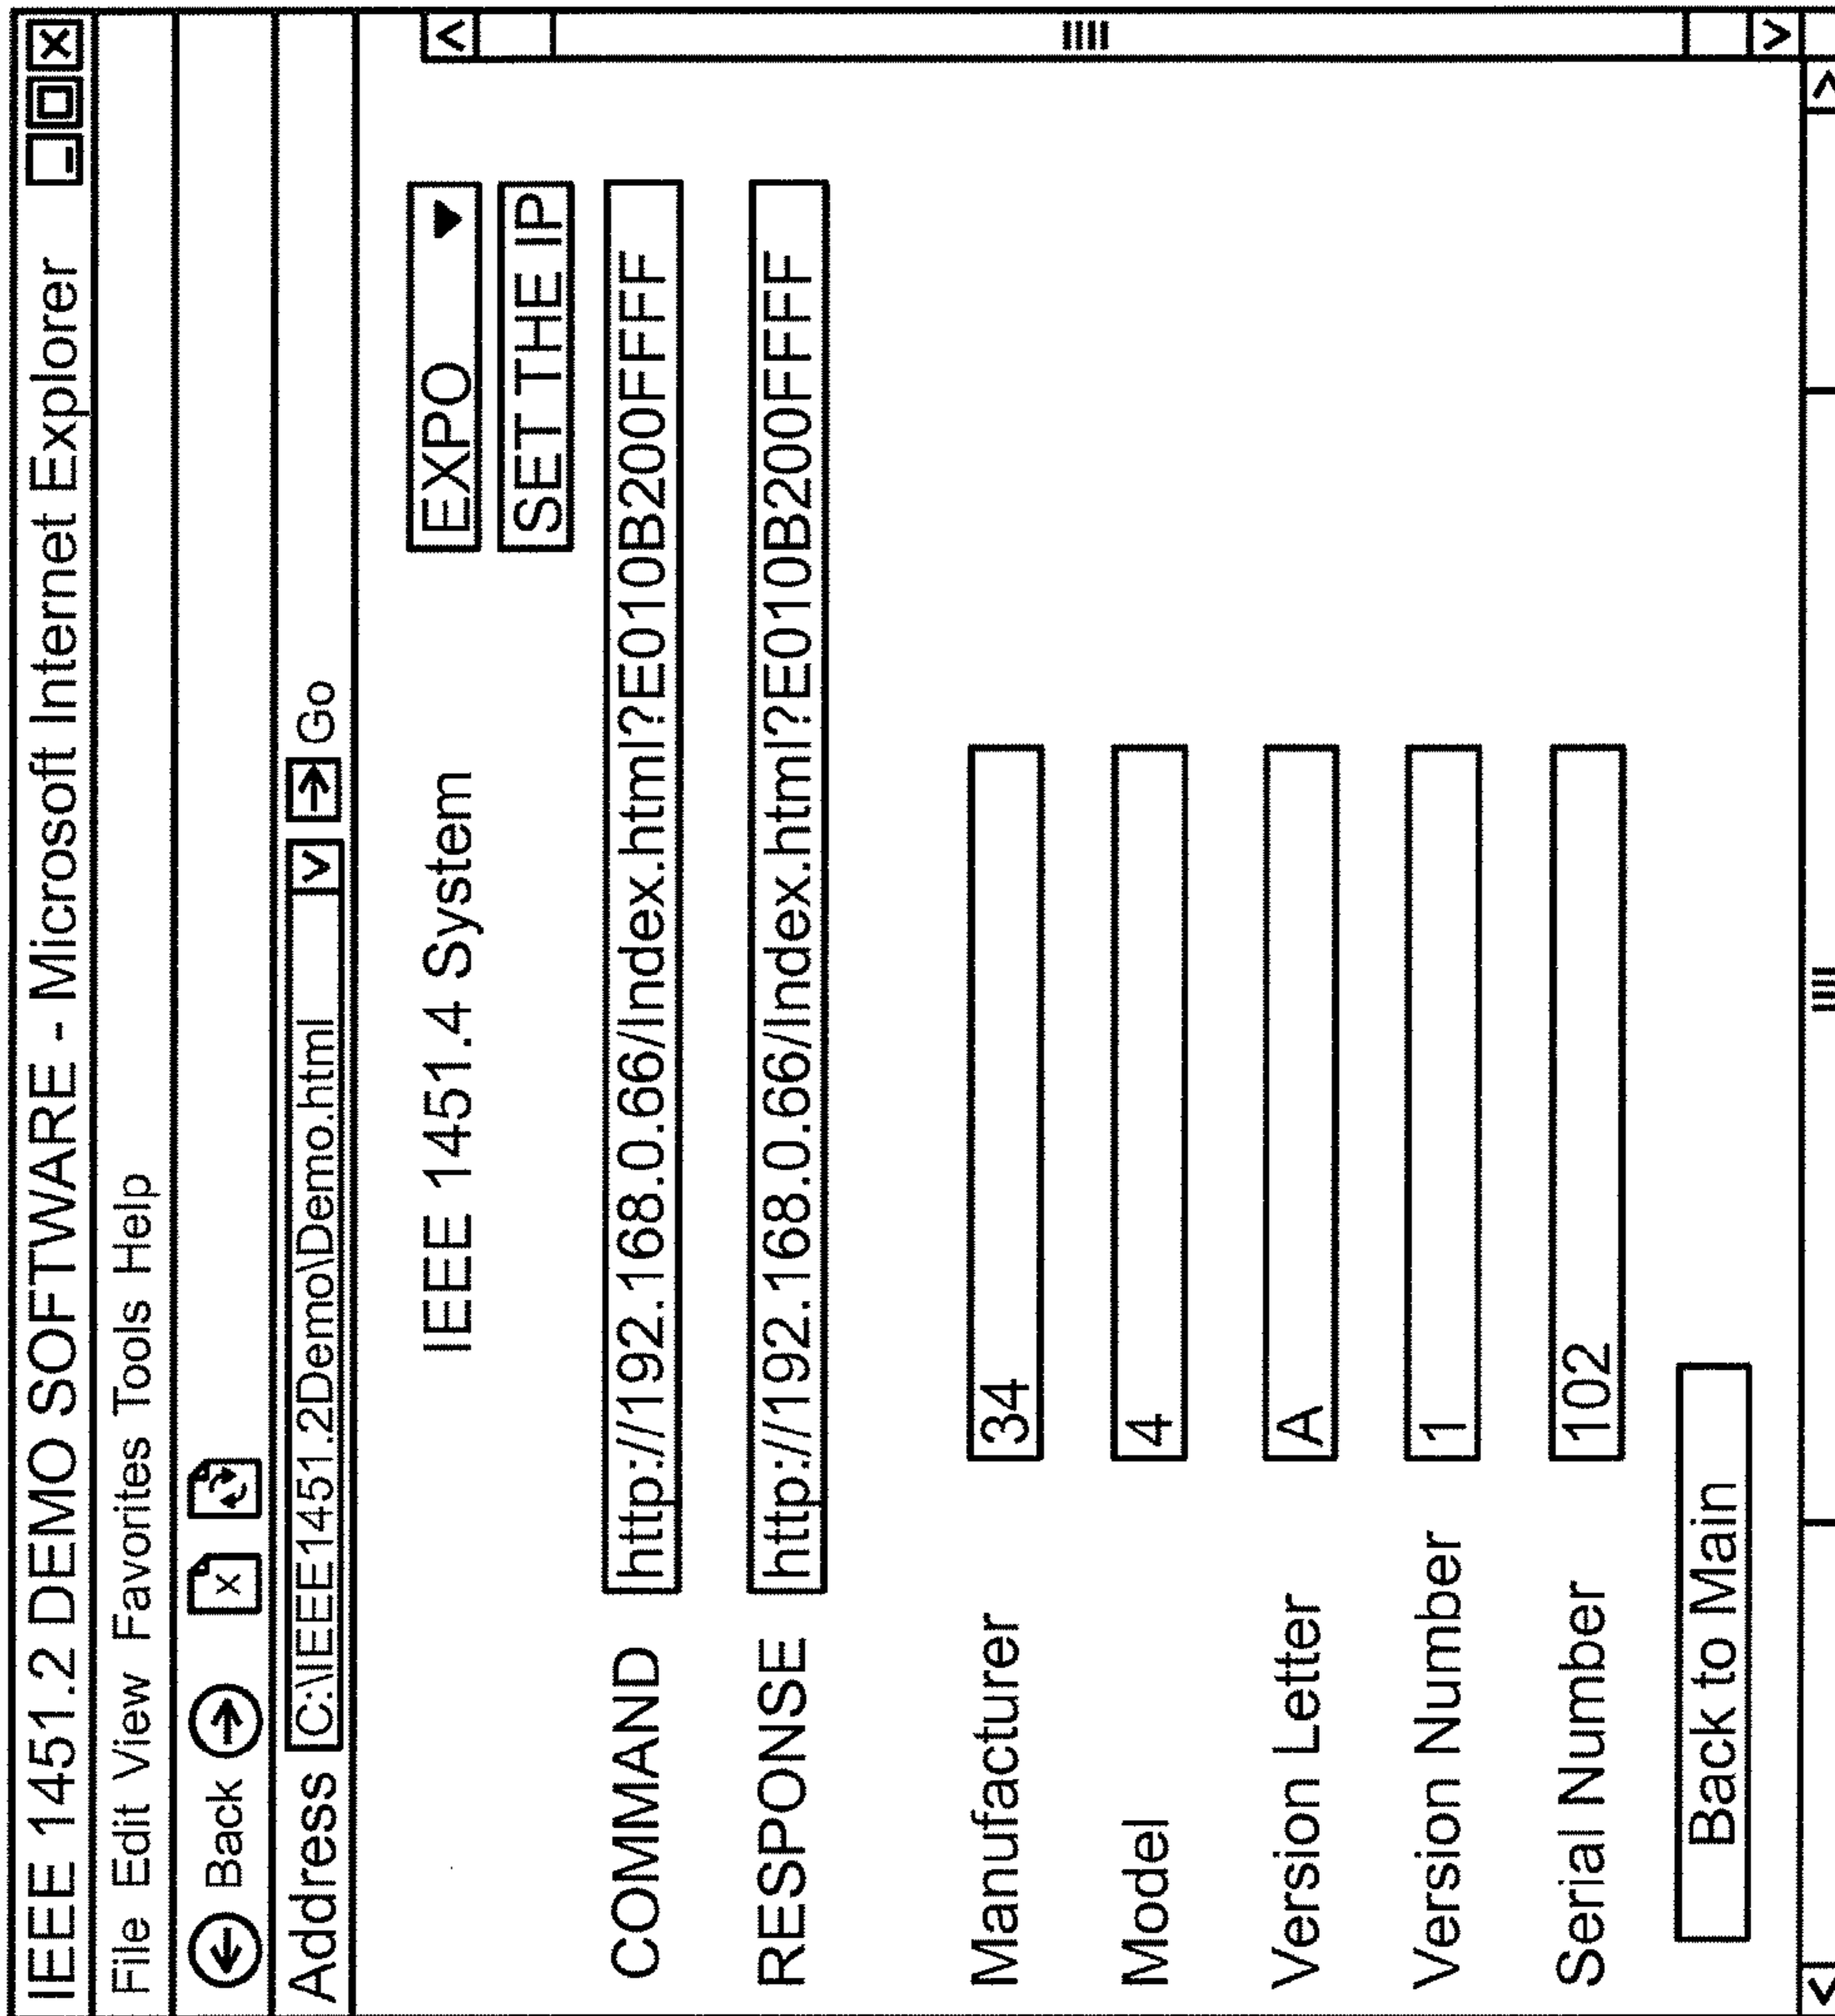 IEEE 1451.2 DEMO SOFTWARE - Microsoft Internet Explorer
File Edit View Favorites Tools Help
Back
Address C:\IEEE1451.2Demo\Demo.html Go
IEEE 1451.4 System EXPO
SET THE IP
COMMAND http://192.168.0.66/Index.html?E010B200FFFF
RESPONSE http://192.168.0.66/Index.html?E010B200FFFF
Manufacturer 34
Model 4
Version Letter A
Version Number 1
Serial Number 102
Back to Main